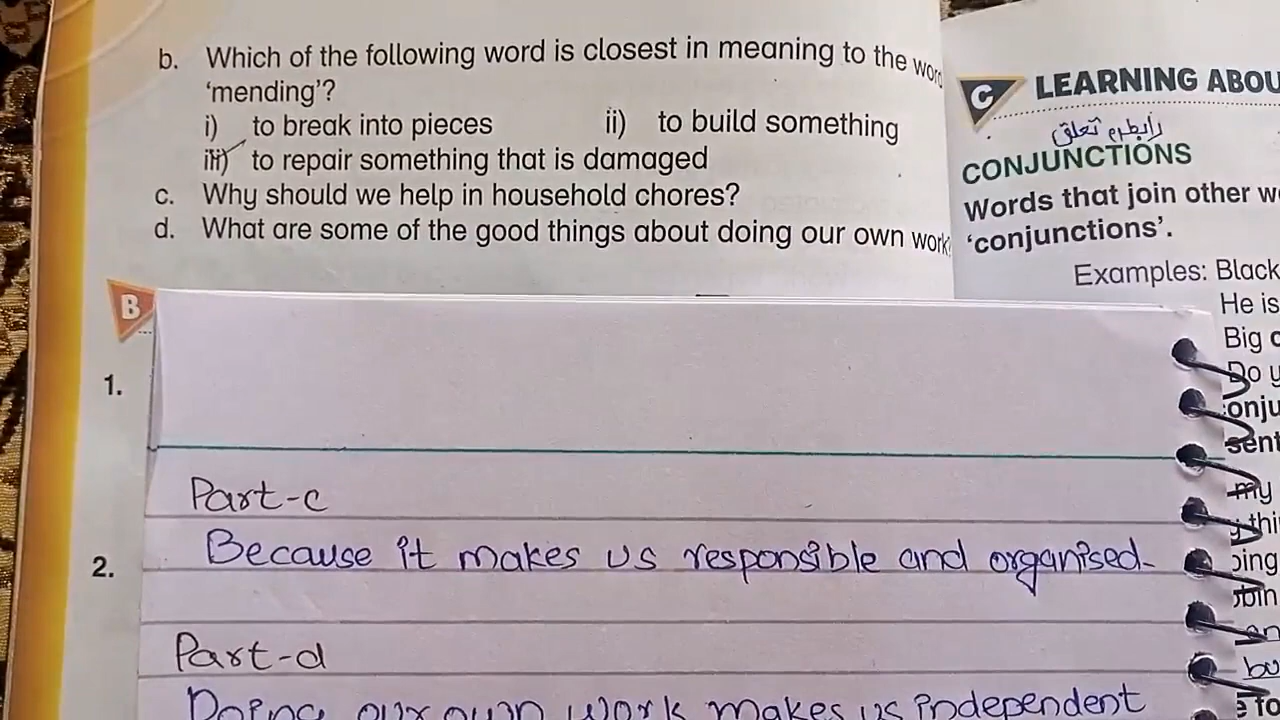 b. Which of the following word is closest in meaning to the word
'mending'?
i) to break into pieces ii) to build something
iii) to repair something that is damaged
c. Why should we help in household chores?
d. What are some of the good things about doing our own work
B
1.
Part-c
2. Because it makes us responsible and organised.
Part-d
Doing our own work makes us independent
C LEARNING ABOU
CONJUNCTIONS
Words that join other w
'conjunctions'.
Examples: Black
He is
Big
Do
my